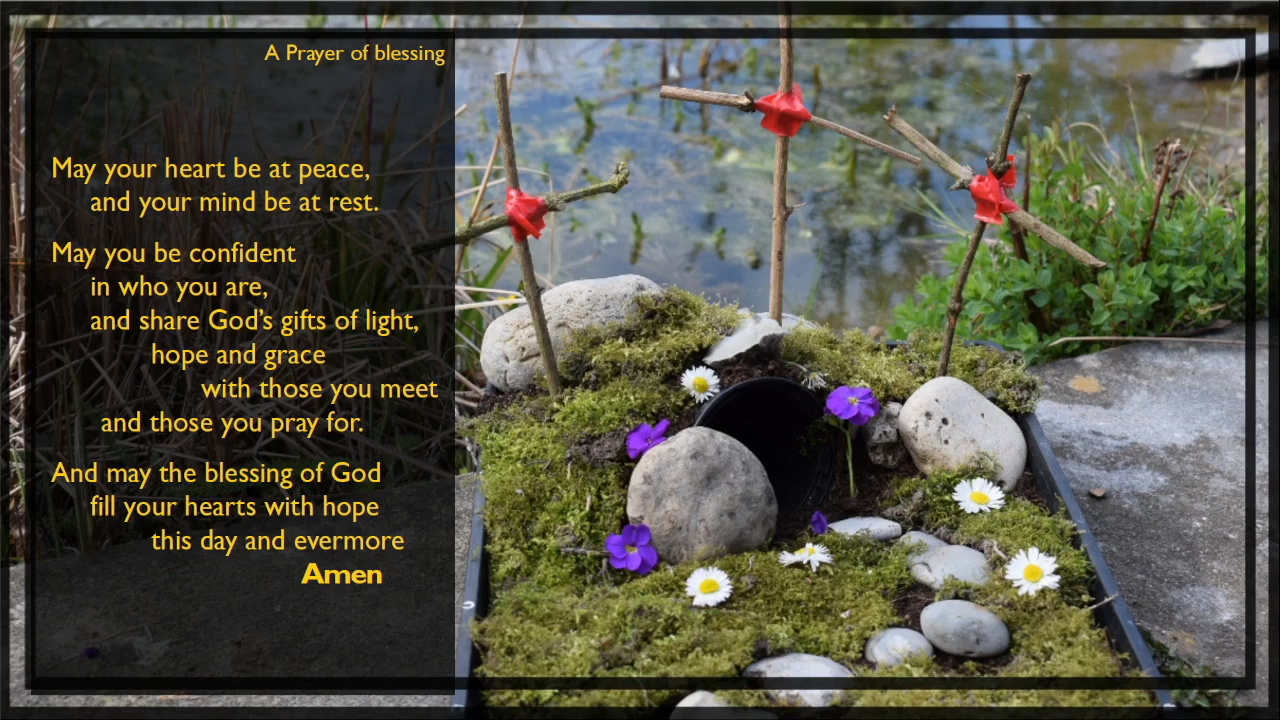 A Prayer of blessing
May your heart be at peace,
and your mind be at rest.
May you be confident
in who you are,
and share God's gifts of light,
hope and grace
with those you meet
and those you pray for.
And may the blessing of God
fill your hearts with hope
this day and evermore
Amen